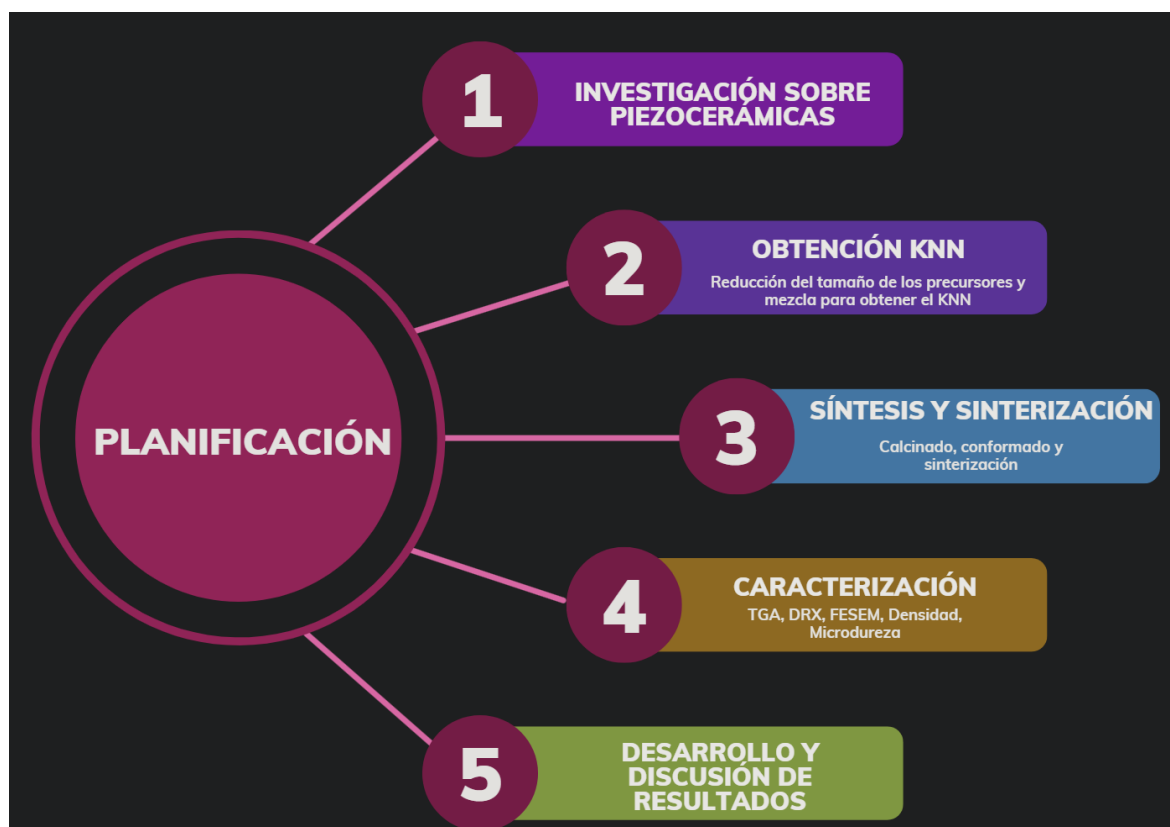 1
INVESTIGACIÓN SOBRE
PIEZOCERÁMICAS
2
OBTENCIÓN KNN
Reducción del tamaño de los precursores y
mezcla para obtener el KNN
PLANIFICACIÓN
3
SÍNTESIS Y SINTERIZACIÓN
Calcinado, conformado y
sinterización
4
CARACTERIZACIÓN
TGA, DRX, FESEM, Densidad,
Microdureza
5
DESARROLLO Y
DISCUSIÓN DE
RESULTADOS